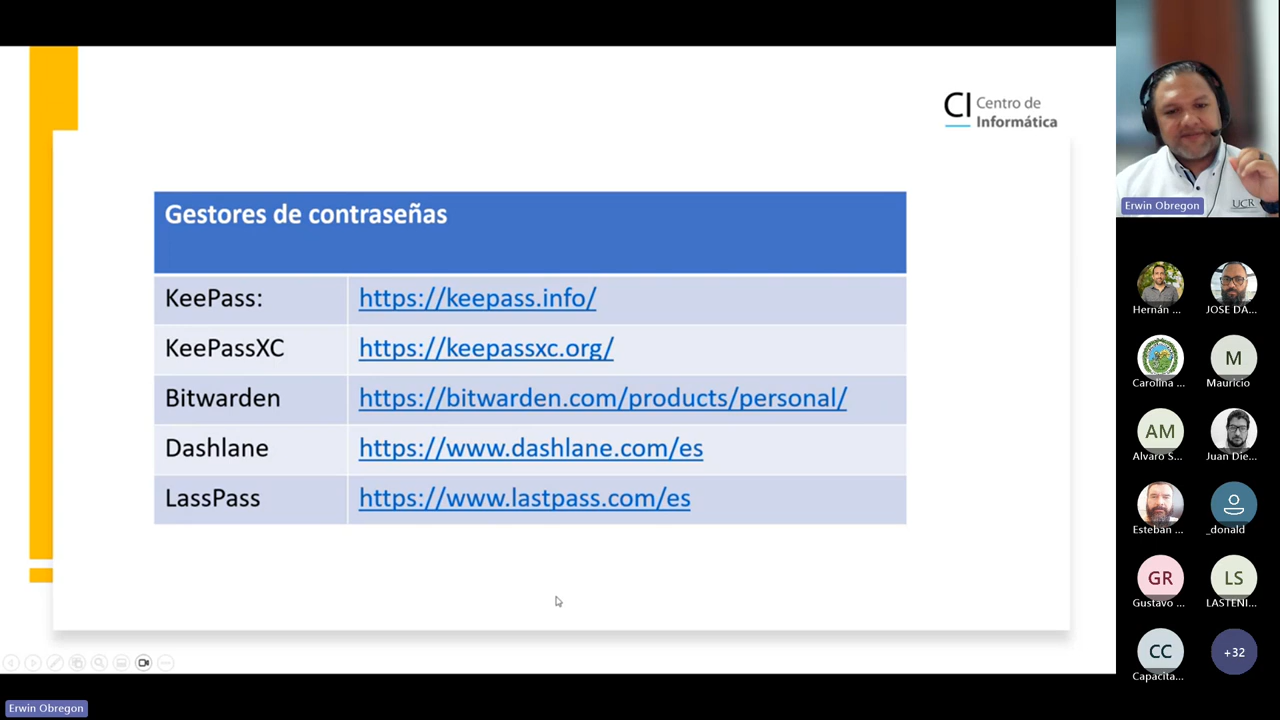 CI Centro de
Informática
Gestores de contraseñas
KeePass: https://keepass.info/
KeePassXC https://keepassxc.org/
Bitwarden https://bitwarden.com/products/personal/
Dashlane https://www.dashlane.com/es
LassPass https://www.lastpass.com/es
UCR
Erwin Obregon
Hernán ... JOSE DA...
Carolina ... M Mauricio
AM Alvaro S... Juan Die...
Esteban ... _donald
GR Gustavo ... LS LASTENI...
CC Capacita... +32
Erwin Obregon